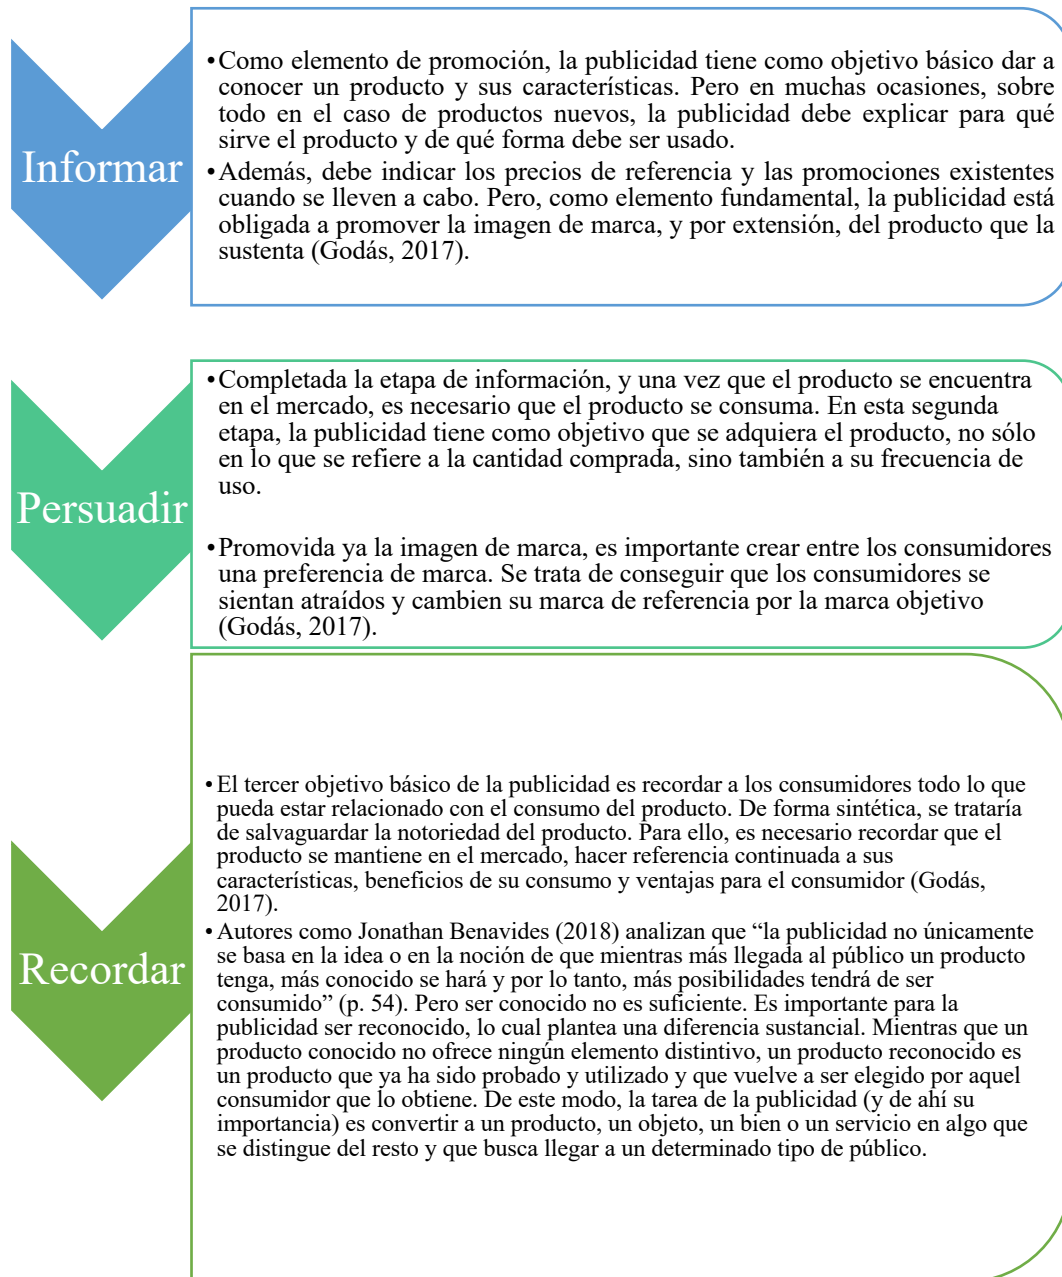 Informar
•Como elemento de promoción, la publicidad tiene como objetivo básico dar a
conocer un producto y sus características. Pero en muchas ocasiones, sobre
todo en el caso de productos nuevos, la publicidad debe explicar para qué
sirve el producto y de qué forma debe ser usado.
•Además, debe indicar los precios de referencia y las promociones existentes
cuando se lleven a cabo. Pero, como elemento fundamental, la publicidad está
obligada a promover la imagen de marca, y por extensión, del producto que la
sustenta (Godás, 2017).
Persuadir
•Completada la etapa de información, y una vez que el producto se encuentra
en el mercado, es necesario que el producto se consuma. En esta segunda
etapa, la publicidad tiene como objetivo que se adquiera el producto, no sólo
en lo que se refiere a la cantidad comprada, sino también a su frecuencia de
uso.
•Promovida ya la imagen de marca, es importante crear entre los consumidores
una preferencia de marca. Se trata de conseguir que los consumidores se
sientan atraídos y cambien su marca de referencia por la marca objetivo
(Godás, 2017).
Recordar
•El tercer objetivo básico de la publicidad es recordar a los consumidores todo lo que
pueda estar relacionado con el consumo del producto. De forma sintética, se trataría
de salvaguardar la notoriedad del producto. Para ello, es necesario recordar que el
producto se mantiene en el mercado, hacer referencia continuada a sus
características, beneficios de su consumo y ventajas para el consumidor (Godás,
2017).
•Autores como Jonathan Benavides (2018) analizan que “la publicidad no únicamente
se basa en la idea o en la noción de que mientras más llegada al público un producto
tenga, más conocido se hará y por lo tanto, más posibilidades tendrá de ser
consumido” (p. 54). Pero ser conocido no es suficiente. Es importante para la
publicidad ser reconocido, lo cual plantea una diferencia sustancial. Mientras que un
producto conocido no ofrece ningún elemento distintivo, un producto reconocido es
un producto que ya ha sido probado y utilizado y que vuelve a ser elegido por aquel
consumidor que lo obtiene. De este modo, la tarea de la publicidad (y de ahí su
importancia) es convertir a un producto, un objeto, un bien o un servicio en algo que
se distingue del resto y que busca llegar a un determinado tipo de público.